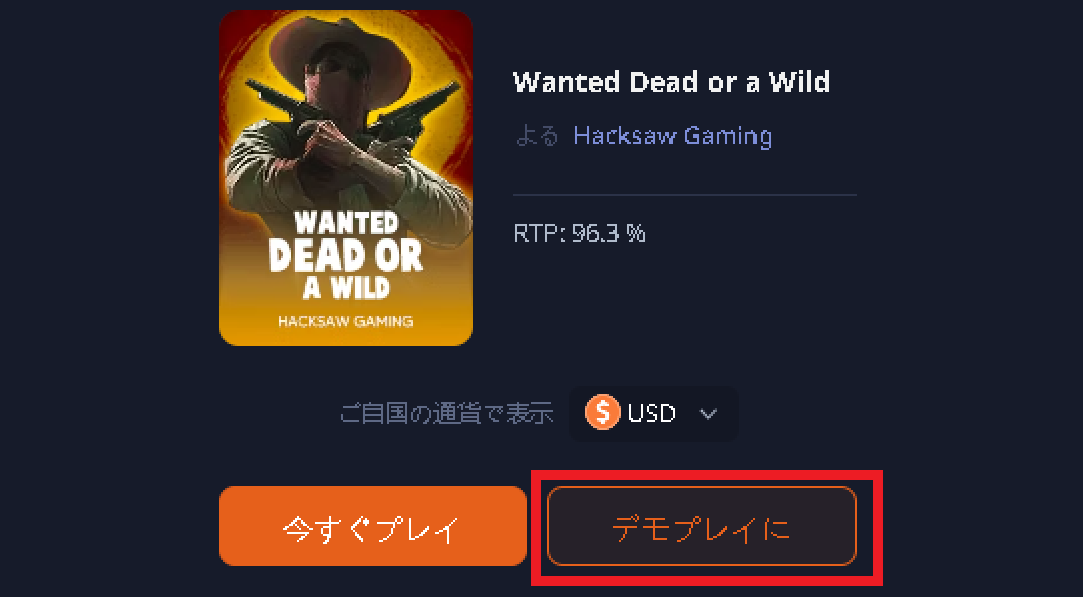 WANTED
DEAD OR
A WILD
HACKSAW GAMING
Wanted Dead or a Wild
よる Hacksaw Gaming
RTP: 96.3 %
ご自国の通貨で表示 $ USD
今すぐプレイ
デモプレイに